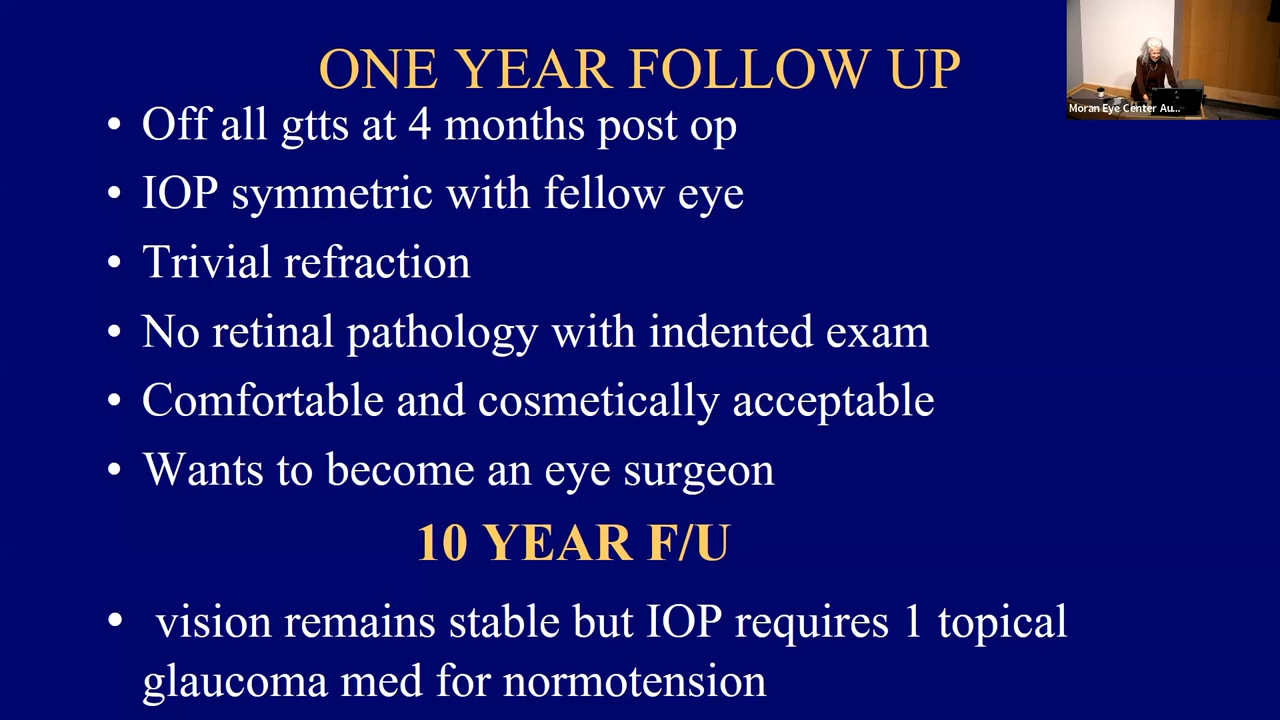 ONE YEAR FOLLOW UP
• Off all gtts at 4 months post op
• IOP symmetric with fellow eye
• Trivial refraction
• No retinal pathology with indented exam
• Comfortable and cosmetically acceptable
• Wants to become an eye surgeon
10 YEAR F/U
• vision remains stable but IOP requires 1 topical
glaucoma med for normotension
Moran Eye Center Au...